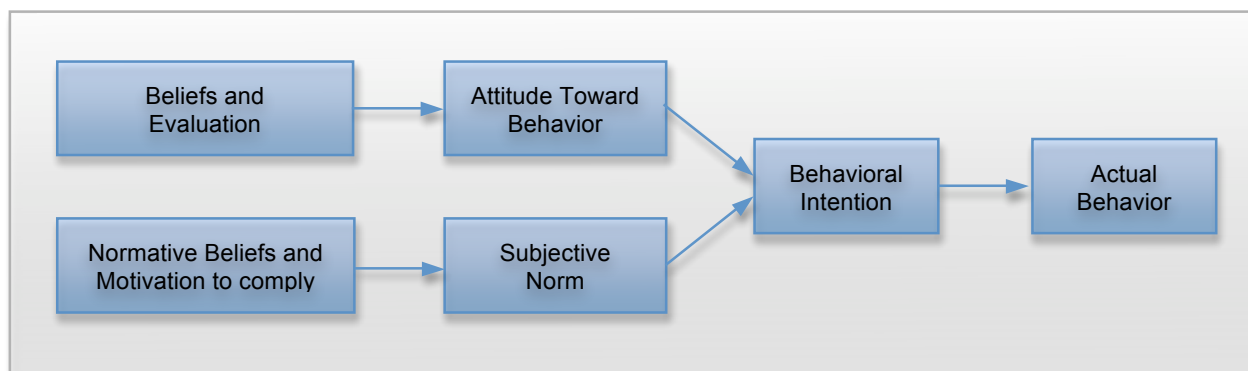 Beliefs and
Evaluation
Attitude Toward
Behavior
Normative Beliefs and
Motivation to comply
Subjective
Norm
Behavioral
Intention
Actual
Behavior